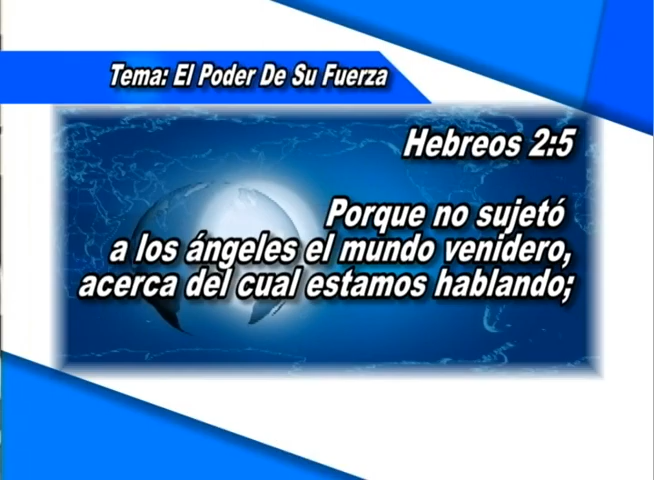 Tema: El Poder De Su Fuerza
Hebreos 2:5
Porque no sujetó
a los ángeles el mundo venidero,
acerca del cual estamos hablando;